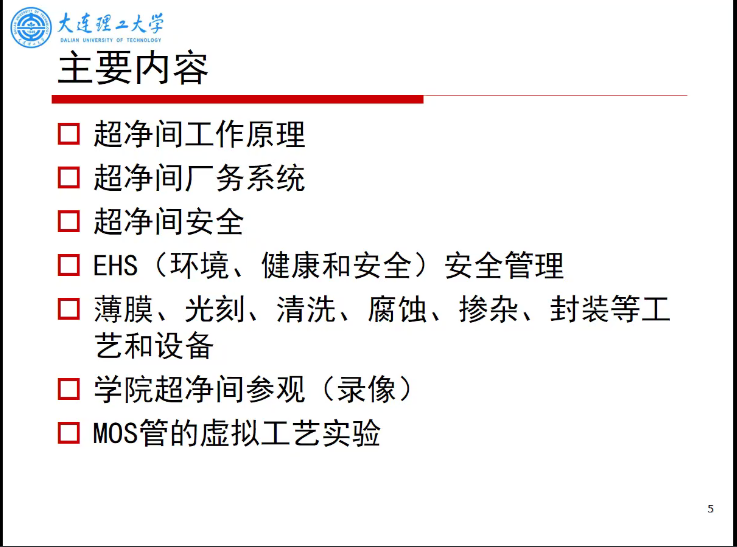 大连理工大学
DALIAN UNIVERSITY OF TECHNOLOGY
主要内容
超净间工作原理
超净间厂务系统
超净间安全
EHS（环境、健康和安全）安全管理
薄膜、光刻、清洗、腐蚀、掺杂、封装等工
艺和设备
学院超净间参观（录像）
MOS管的虚拟工艺实验
5